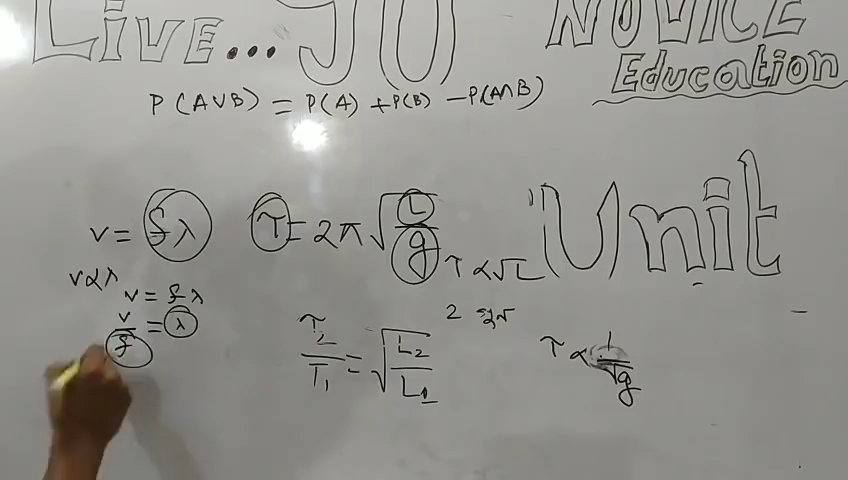 LIVE... 90 NOVICE
Education
P(A∪B) = P(A) + P(B) - P(A∩B)
v = fλ
T = 2π√(L/g)
T ∝ √L
Unit
v ∝ λ
v = fλ
v/f = λ
2
T₂/T₁ = √(L₂/L₁)
T ∝ 1/√g